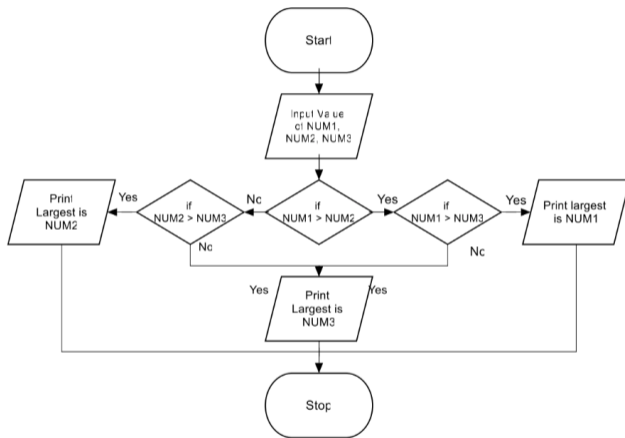 Start
Input Value
of NUM1,
NUM2, NUM3
Print
Largest is
NUM2
Yes
if
NUM2 > NUM3
No
if
NUM1 > NUM2
Yes
if
NUM1 > NUM3
Yes
Print largest
is NUM1
No
No
Yes
Print
Largest is
NUM3
Yes
Stop